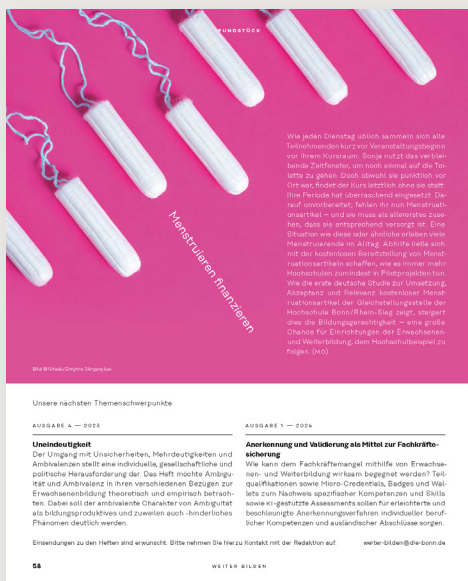 FUNDSTÜCK
Wie jeden Dienstag üblich sammeln sich alle
Teilnehmenden kurz vor Veranstaltungsbeginn
vor ihrem Kursraum. Sonja nutzt das verblei-
bende Zeitfenster, um noch einmal auf die Toi-
lette zu gehen. Doch obwohl sie pünktlich vor
Ort war, findet der Kurs letztlich ohne sie statt:
Ihre Periode hat überraschend eingesetzt. Da-
rauf unvorbereitet, fehlen ihr nun Menstruati-
onsartikel – und sie muss als allererstes zuse-
hen, dass sie entsprechend versorgt ist. Eine
Situation wie diese oder ähnliche erleben viele
Menstruierende im Alltag. Abhilfe ließe sich
mit der kostenlosen Bereitstellung von Menst-
ruationsartikeln schaffen, wie es immer mehr
Hochschulen zumindest in Pilotprojekten tun.
Wie die erste deutsche Studie zur Umsetzung,
Akzeptanz und Relevanz kostenloser Menst-
ruationsartikel der Gleichstellungsstelle der
Hochschule Bonn/Rhein-Sieg zeigt, steigert
dies die Bildungsgerechtigkeit – eine große
Chance für Einrichtungen der Erwachsenen-
und Weiterbildung, dem Hochschulbeispiel zu
folgen. (MO)
Menstruieren finanzieren
Bild: ©iStock/Dmytro Skrypnykov
Unsere nächsten Themenschwerpunkte
AUSGABE 4 — 2023
Uneindeutigkeit
Der Umgang mit Unsicherheiten, Mehrdeutigkeiten und
Ambivalenzen stellt eine individuelle, gesellschaftliche und
politische Herausforderung dar. Das Heft möchte Ambigu-
ität und Ambivalenz in ihren verschiedenen Bezügen zur
Erwachsenenbildung theoretisch und empirisch betrach-
ten. Dabei soll der ambivalente Charakter von Ambiguität
als bildungsproduktives und zuweilen auch -hinderliches
Phänomen deutlich werden.
AUSGABE 1 — 2024
Anerkennung und Validierung als Mittel zur Fachkräfte-
sicherung
Wie kann dem Fachkräftemangel mithilfe von Erwachse-
nen- und Weiterbildung wirksam begegnet werden? Teil-
qualifikationen sowie Micro-Credentials, Badges und Wal-
lets zum Nachweis spezifischer Kompetenzen und Skills
sowie KI-gestützte Assessments sollen für erleichterte und
beschleunigte Anerkennungsverfahren individueller beruf-
licher Kompetenzen und ausländischer Abschlüsse sorgen.
Einsendungen zu den Heften sind erwünscht. Bitte nehmen Sie hierzu Kontakt mit der Redaktion auf. weiter-bilden@die-bonn.de
58
WEITER BILDEN